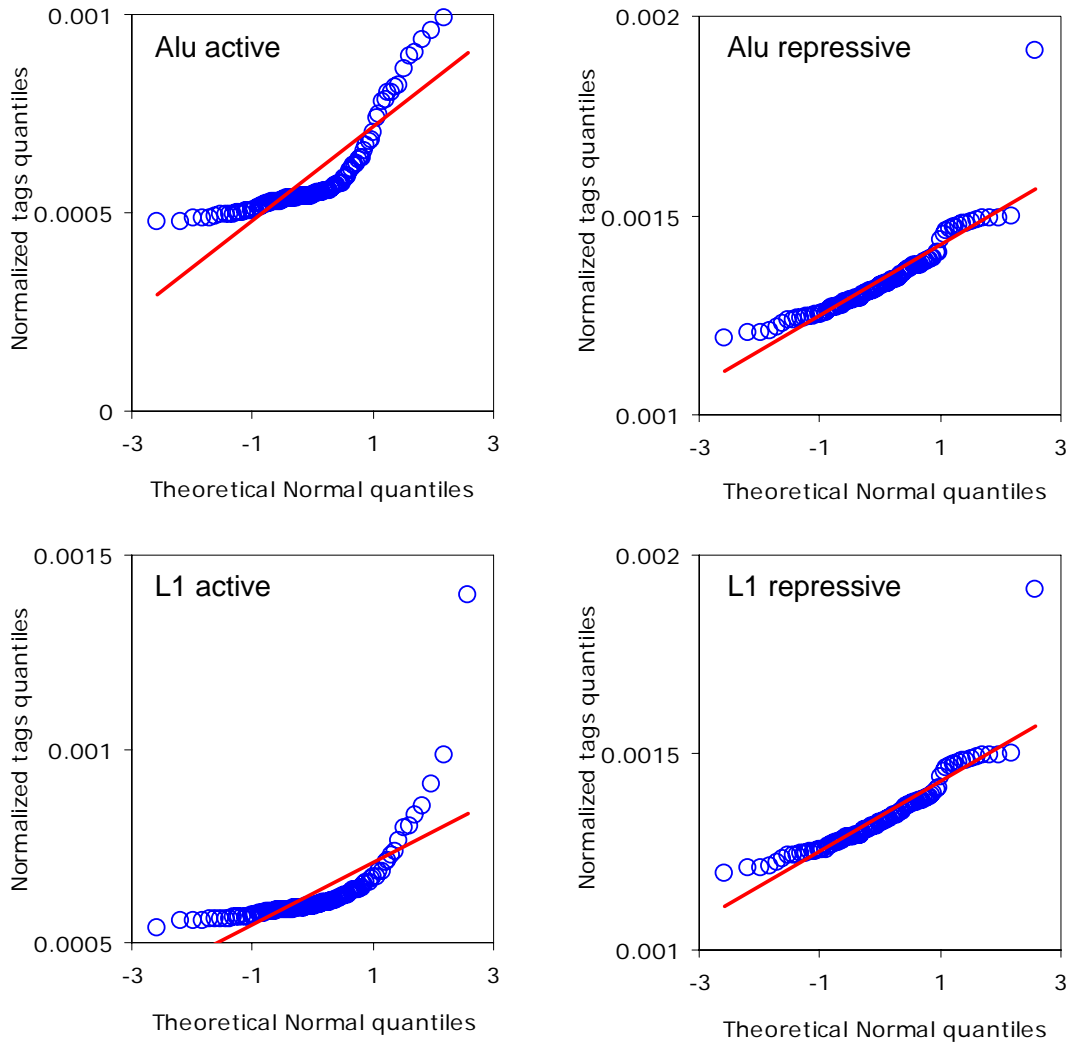 Alu active
Normalized tags quantiles
0.001
0.0005
0
-3 -1 1 3
Theoretical Normal quantiles
Alu repressive
Normalized tags quantiles
0.002
0.0015
0.001
-3 -1 1 3
Theoretical Normal quantiles
L1 active
Normalized tags quantiles
0.0015
0.001
0.0005
-3 -1 1 3
Theoretical Normal quantiles
L1 repressive
Normalized tags quantiles
0.002
0.0015
0.001
-3 -1 1 3
Theoretical Normal quantiles